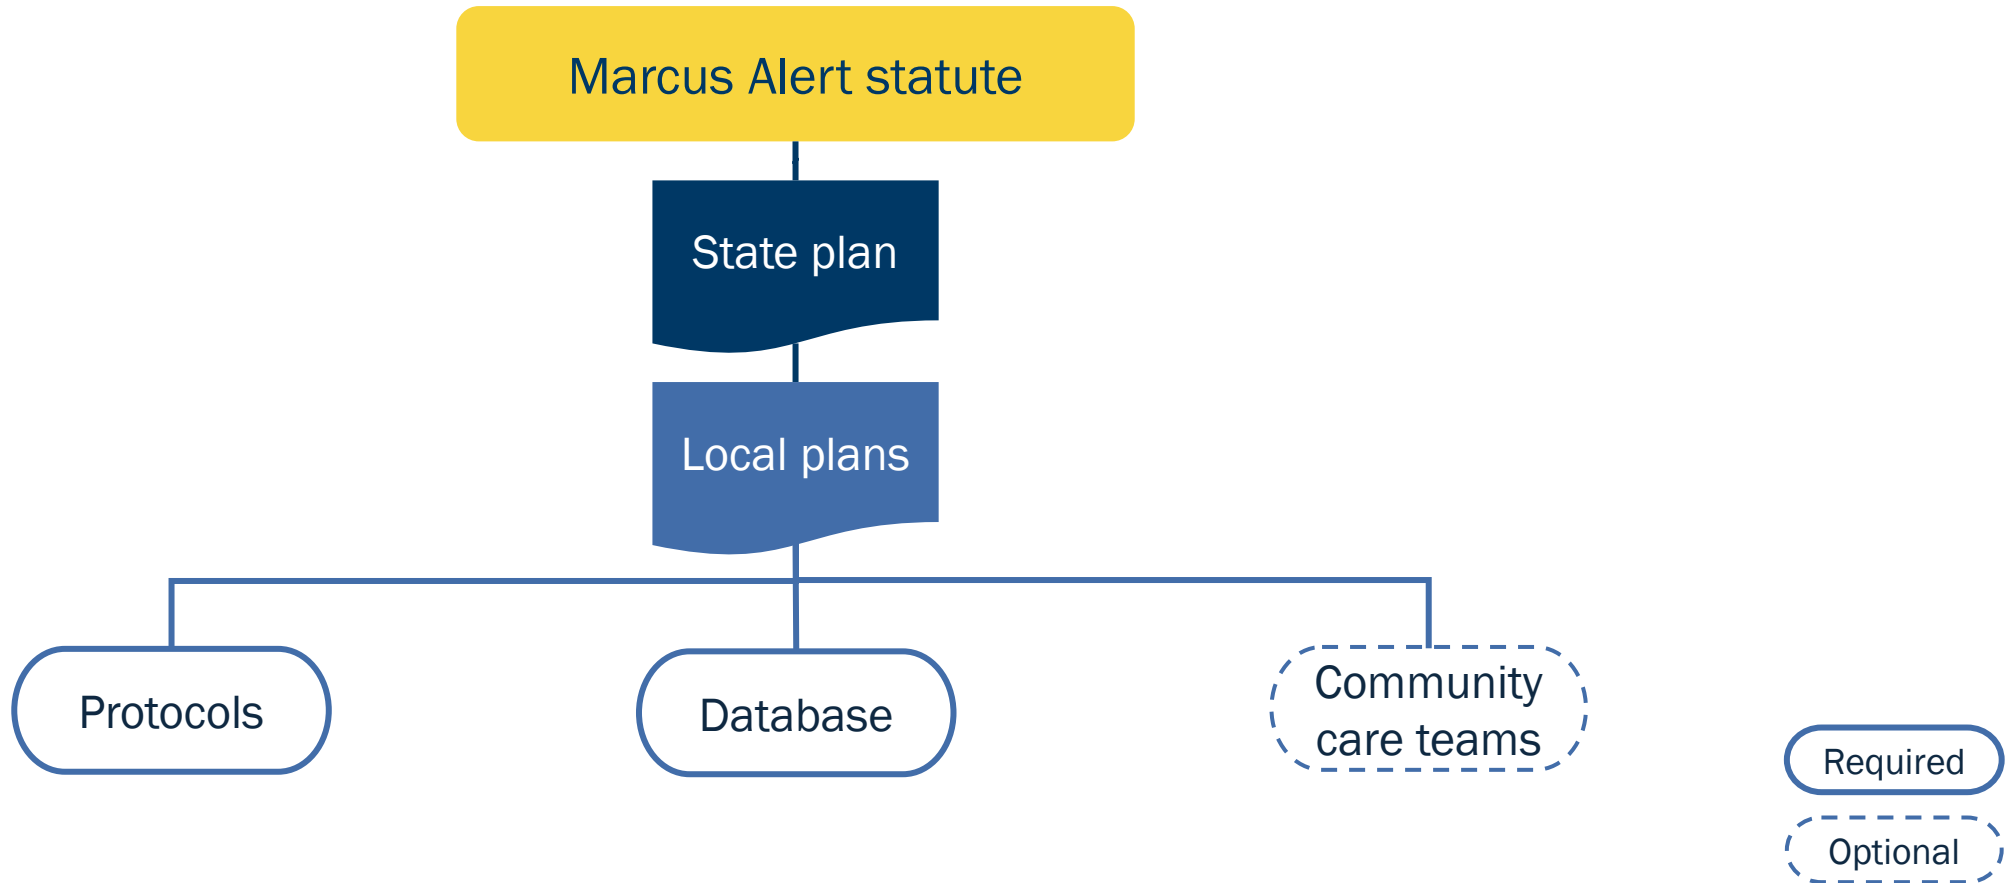 Marcus Alert statute
State plan
Local plans
Protocols
Database
Community
care teams
Required
Optional